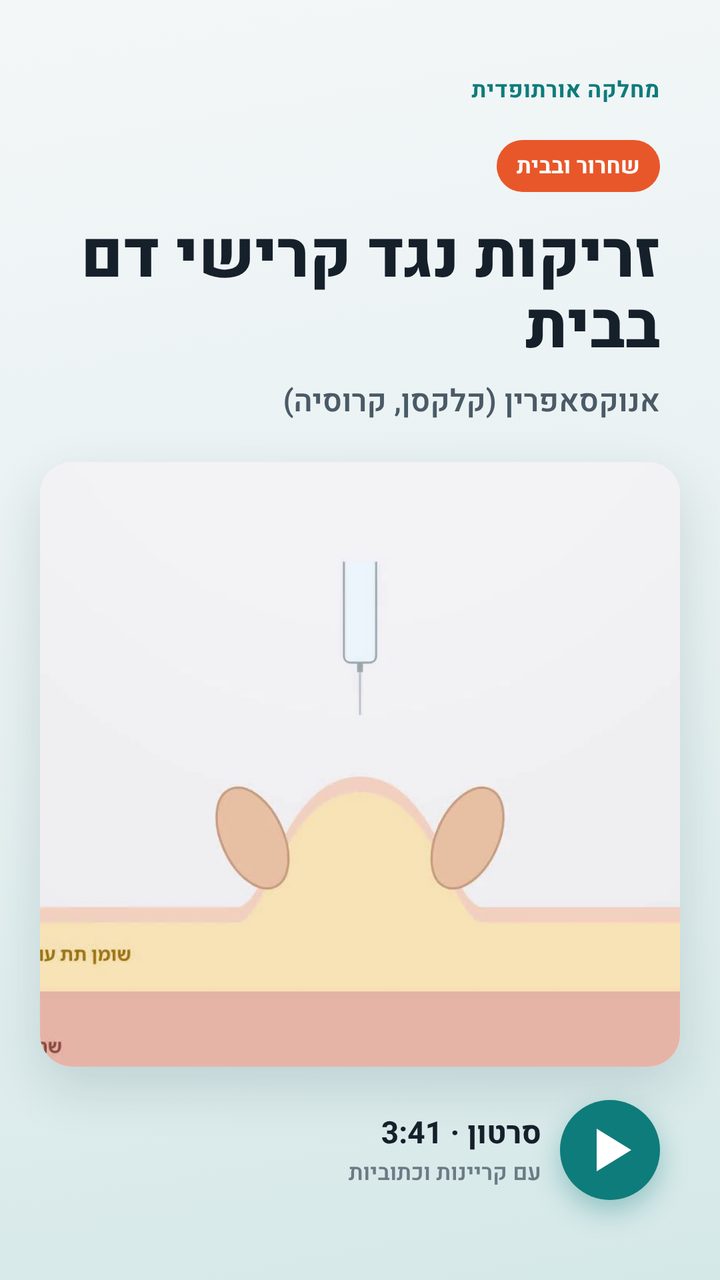 מחלקה אורתופדית
שחרור ובבית
זריקות נגד קרישי דם
בבית
אנוקסאפרין (קלקסן, קרוסיה)
שומן תת
סרטון · 3:41
עם קריינות וכתוביות